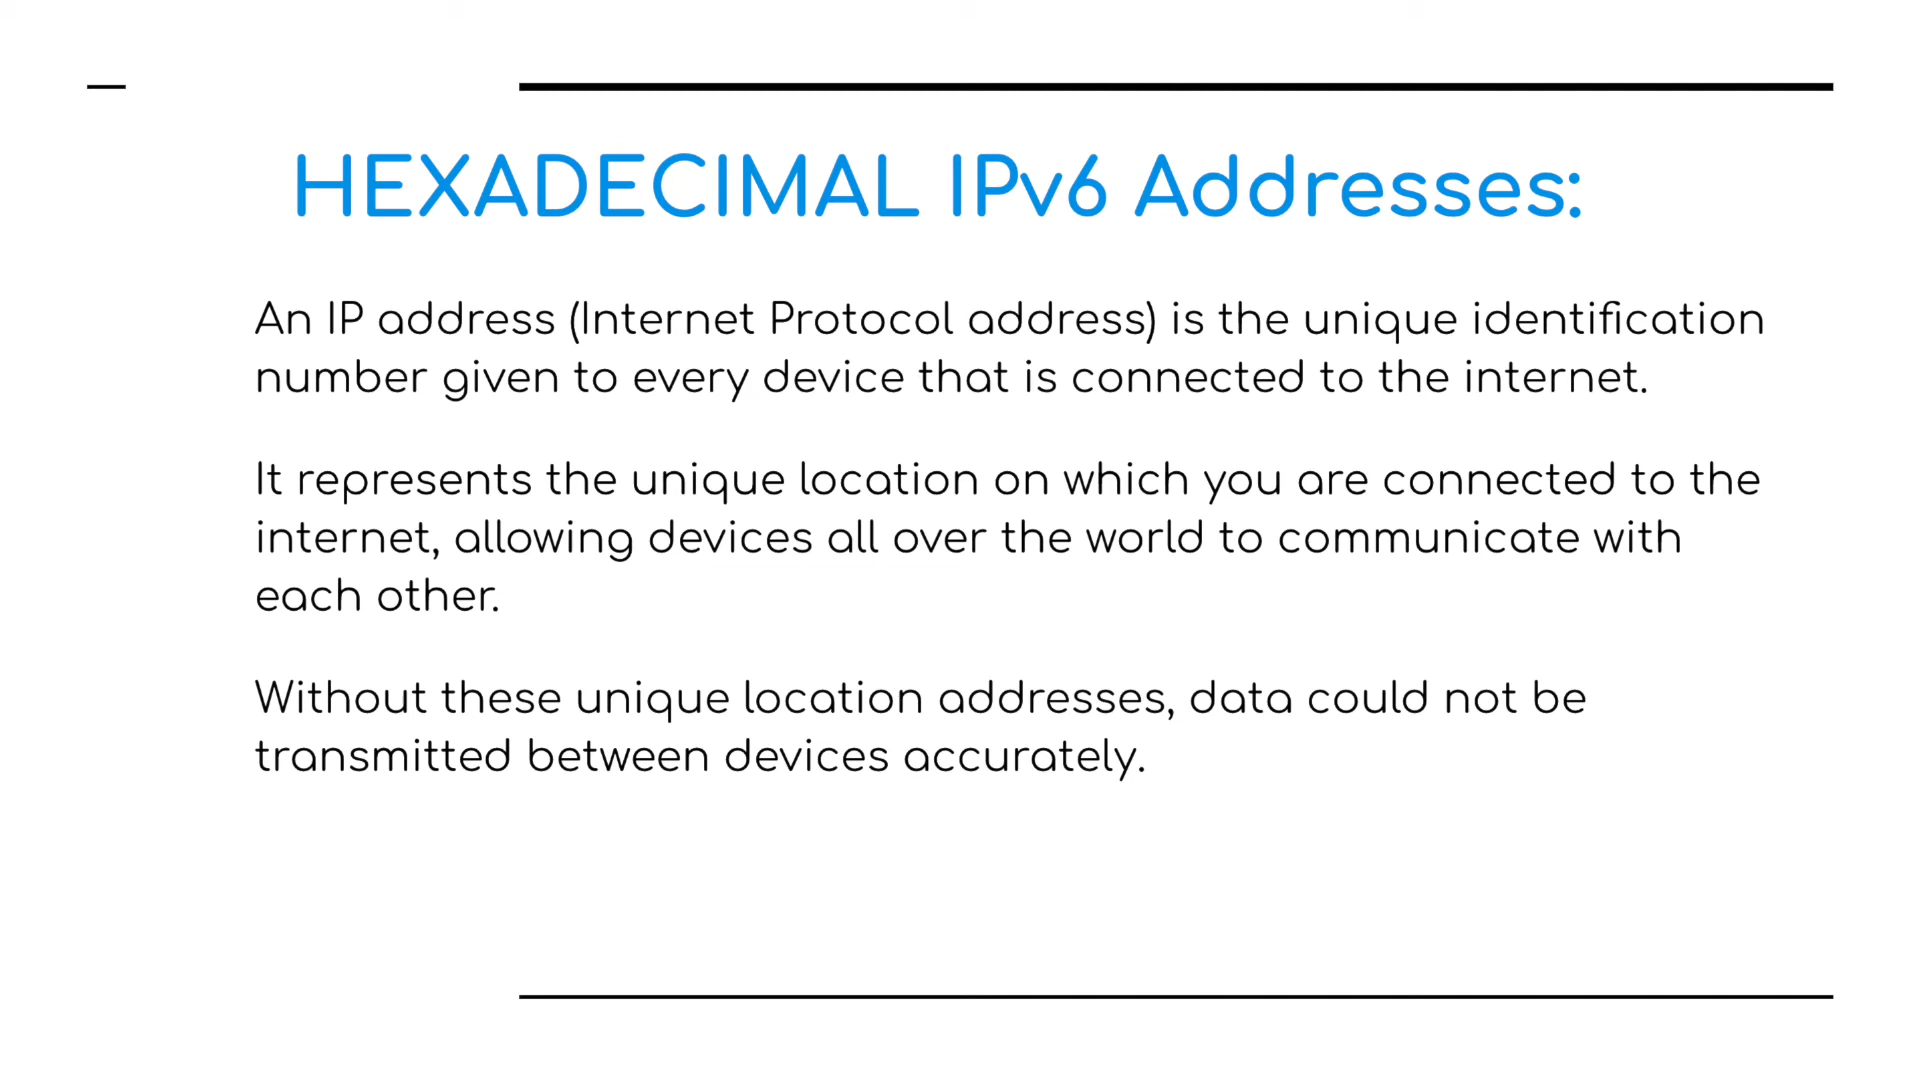 HEXADECIMAL IPv6 Addresses:
An IP address (Internet Protocol address) is the unique identification
number given to every device that is connected to the internet.
It represents the unique location on which you are connected to the
internet, allowing devices all over the world to communicate with
each other.
Without these unique location addresses, data could not be
transmitted between devices accurately.